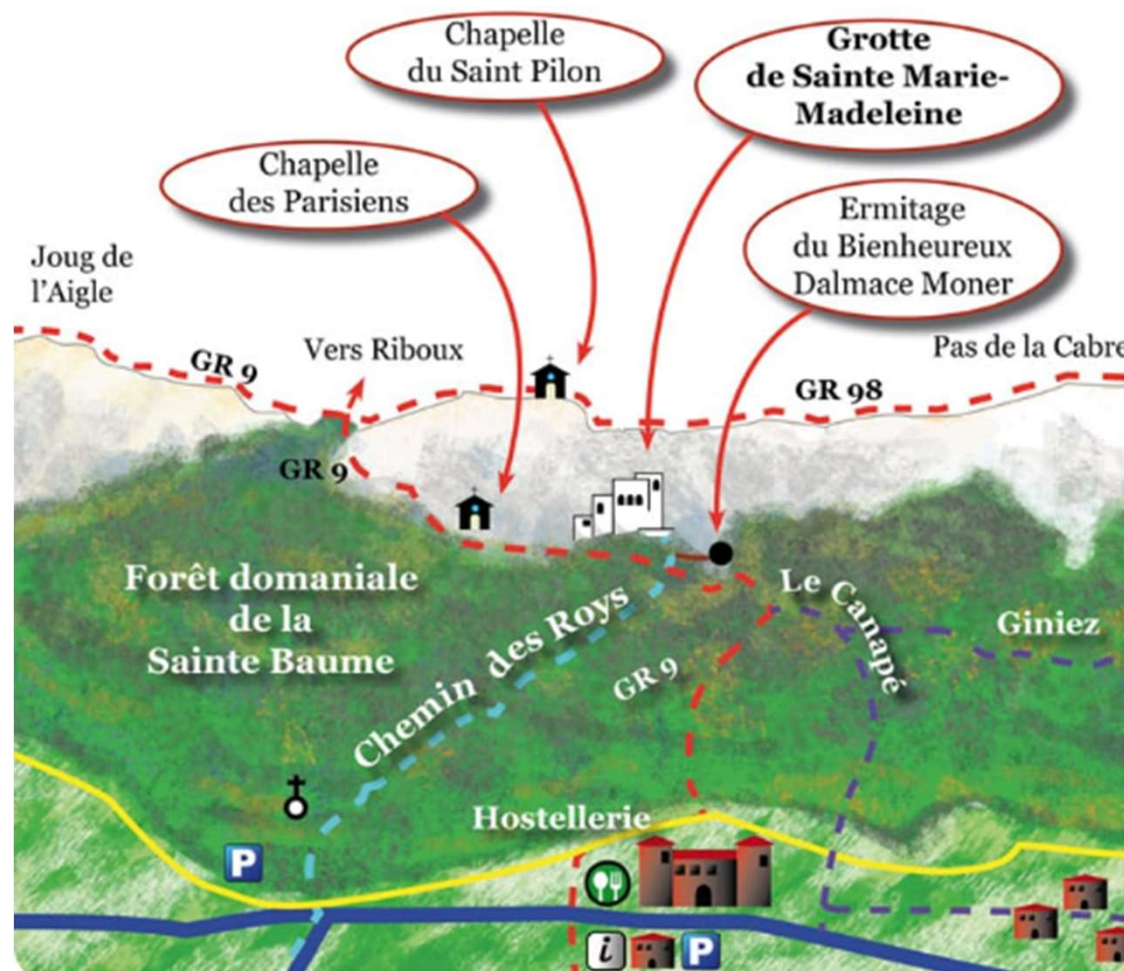 Chapelle
du Saint Pilon
Grotte
de Sainte Marie-
Madeleine
Chapelle
des Parisiens
Ermitage
du Bienheureux
Dalmace Moner
Joug de
l'Aigle
GR 9
Vers Riboux
Pas de la Cabre
GR 98
GR 9
Forêt domaniale
de la
Sainte Baume
Chemin des Roys
Le Canapé
Giniez
GR 9
Hostellerie
P
i
P